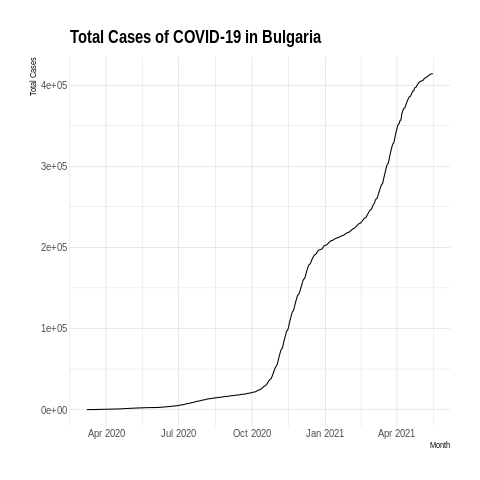 Total Cases of COVID-19 in Bulgaria
Total Cases
4e+05
3e+05
2e+05
1e+05
0e+00
Apr 2020 Jul 2020 Oct 2020 Jan 2021 Apr 2021
Month